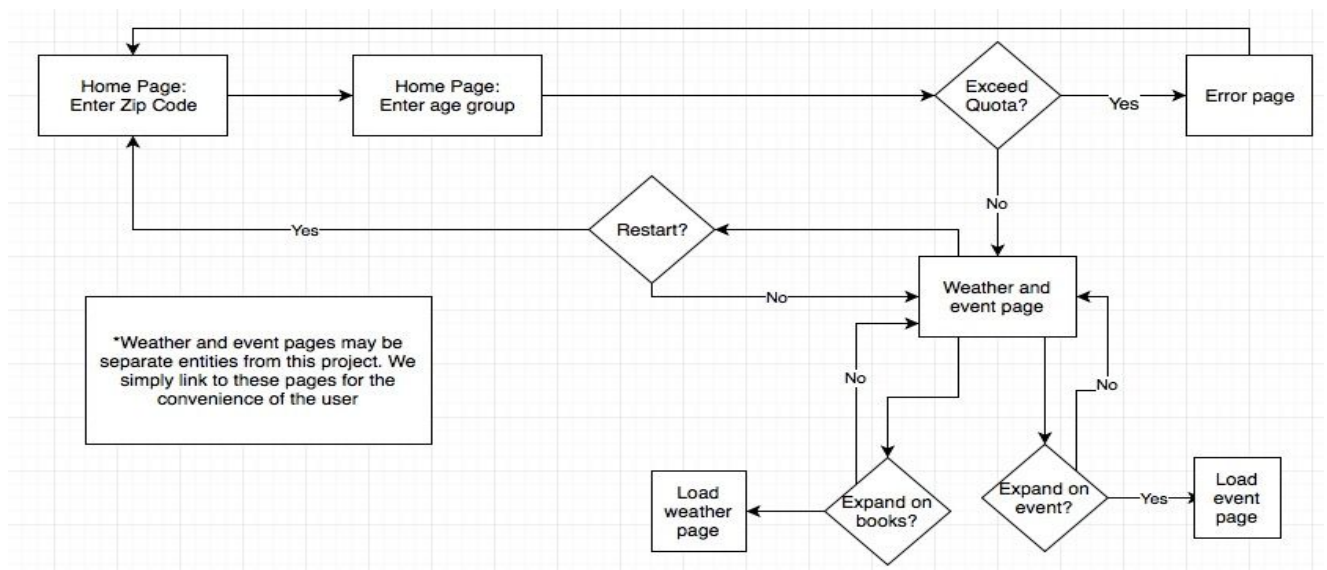 Home Page:
Enter Zip Code
Home Page:
Enter age group
Exceed
Quota?
Yes
Error page
No
Restart?
Yes
No
Weather and
event page
*Weather and event pages may be
separate entities from this project. We
simply link to these pages for the
convenience of the user
No
No
Load
weather
page
Expand on
books?
Expand on
event?
Yes
Load
event
page